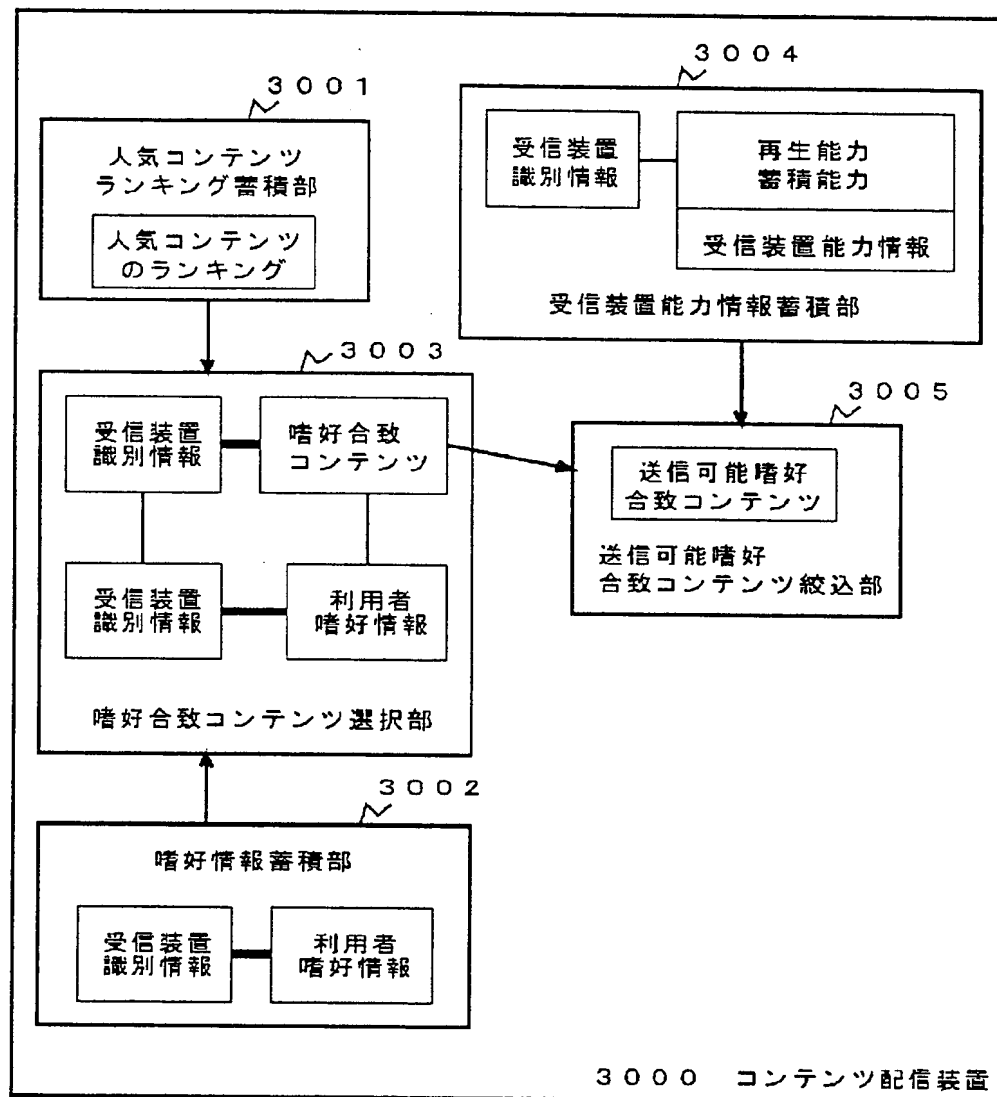 3001
人気コンテンツ
ランキング蓄積部
人気コンテンツ
のランキング
3004
受信装置
識別情報
再生能力
蓄積能力
受信装置能力情報
受信装置能力情報蓄積部
3003
受信装置
識別情報
嗜好合致
コンテンツ
受信装置
識別情報
利用者
嗜好情報
嗜好合致コンテンツ選択部
3005
送信可能嗜好
合致コンテンツ
送信可能嗜好
合致コンテンツ絞込部
3002
嗜好情報蓄積部
受信装置
識別情報
利用者
嗜好情報
3000 コンテンツ配信装置